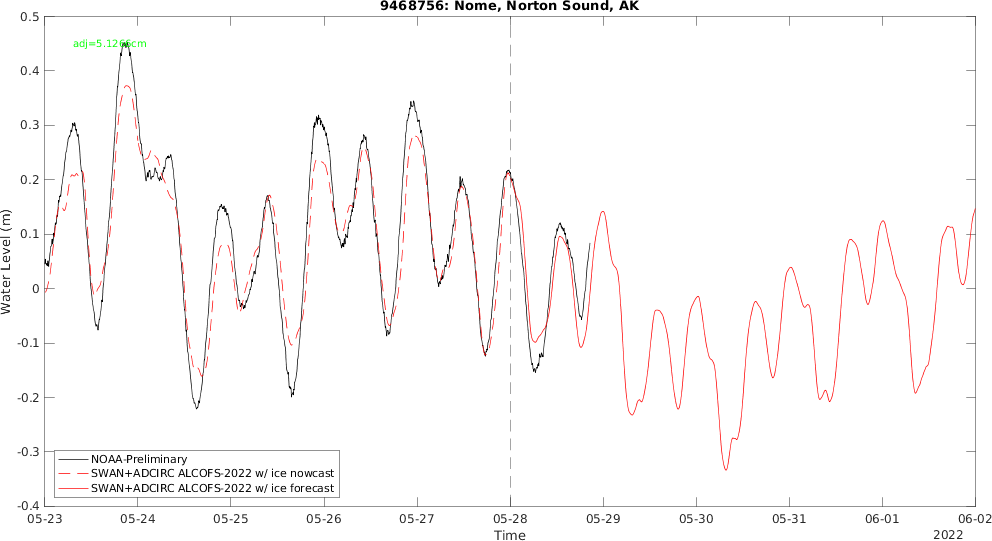 9468756: Nome, Norton Sound, AK
adj=5.1266cm
Water Level (m)
0.5
0.4
0.3
0.2
0.1
0
-0.1
-0.2
-0.3
-0.4
NOAA-Preliminary
SWAN+ADCIRC ALCOFS-2022 w/ ice nowcast
SWAN+ADCIRC ALCOFS-2022 w/ ice forecast
05-23 05-24 05-25 05-26 05-27 05-28 05-29 05-30 05-31 06-01 06-02
Time
2022